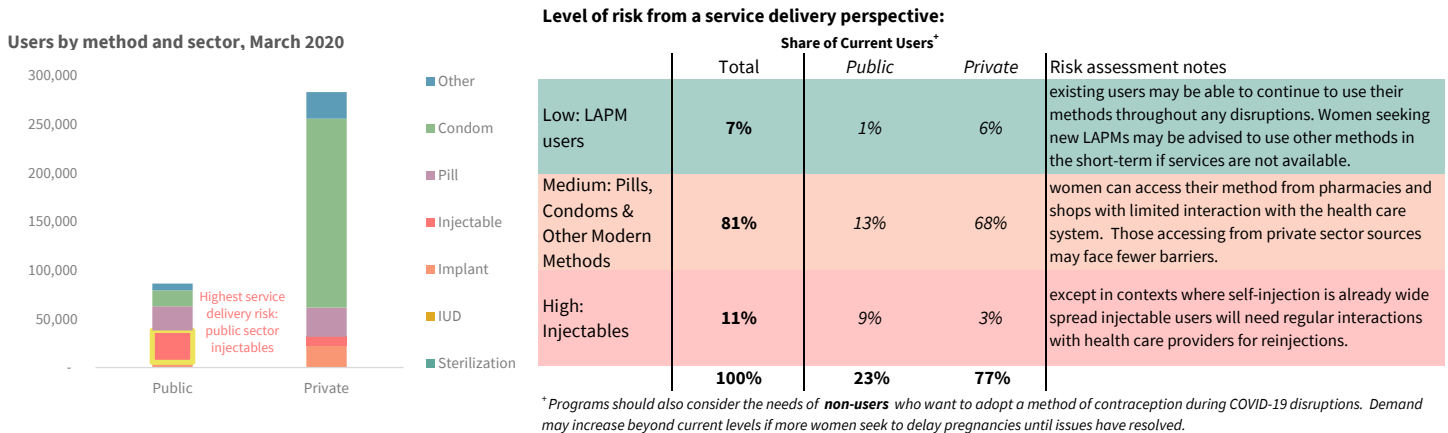 Level of risk from a service delivery perspective:
Users by method and sector, March 2020
300,000
250,000
200,000
150,000
100,000
50,000
-
Public
Private
Highest service
delivery risk:
public sector
injectables
Other
Condom
Pill
Injectable
Implant
IUD
Sterilization
Share of Current Users+
Total Public Private Risk assessment notes
Low: LAPM
users
7% 1% 6%
existing users may be able to continue to use their
methods throughout any disruptions. Women seeking
new LAPMs may be advised to use other methods in
the short-term if services are not available.
Medium: Pills,
Condoms &
Other Modern
Methods
81% 13% 68%
women can access their method from pharmacies and
shops with limited interaction with the health care
system. Those accessing from private sector sources
may face fewer barriers.
High:
Injectables
11% 9% 3%
except in contexts where self-injection is already wide
spread injectable users will need regular interactions
with health care providers for reinjections.
100% 23% 77%
+Programs should also consider the needs of non-users who want to adopt a method of contraception during COVID-19 disruptions. Demand
may increase beyond current levels if more women seek to delay pregnancies until issues have resolved.